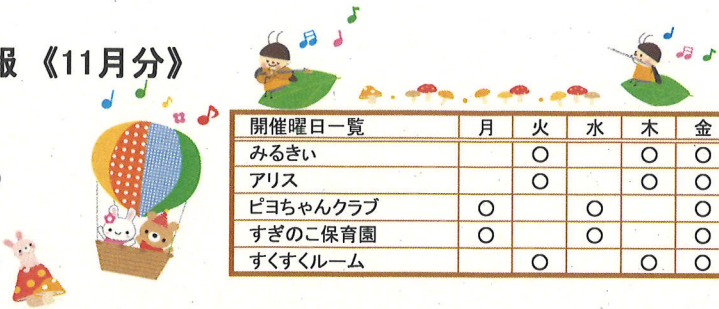 報 《11月分》
開催曜日一覧 月 火 水 木 金
みるきぃ ○ ○ ○
アリス ○ ○ ○
ピヨちゃんクラブ ○ ○ ○
すぎのこ保育園 ○ ○ ○
すくすくルーム ○ ○ ○